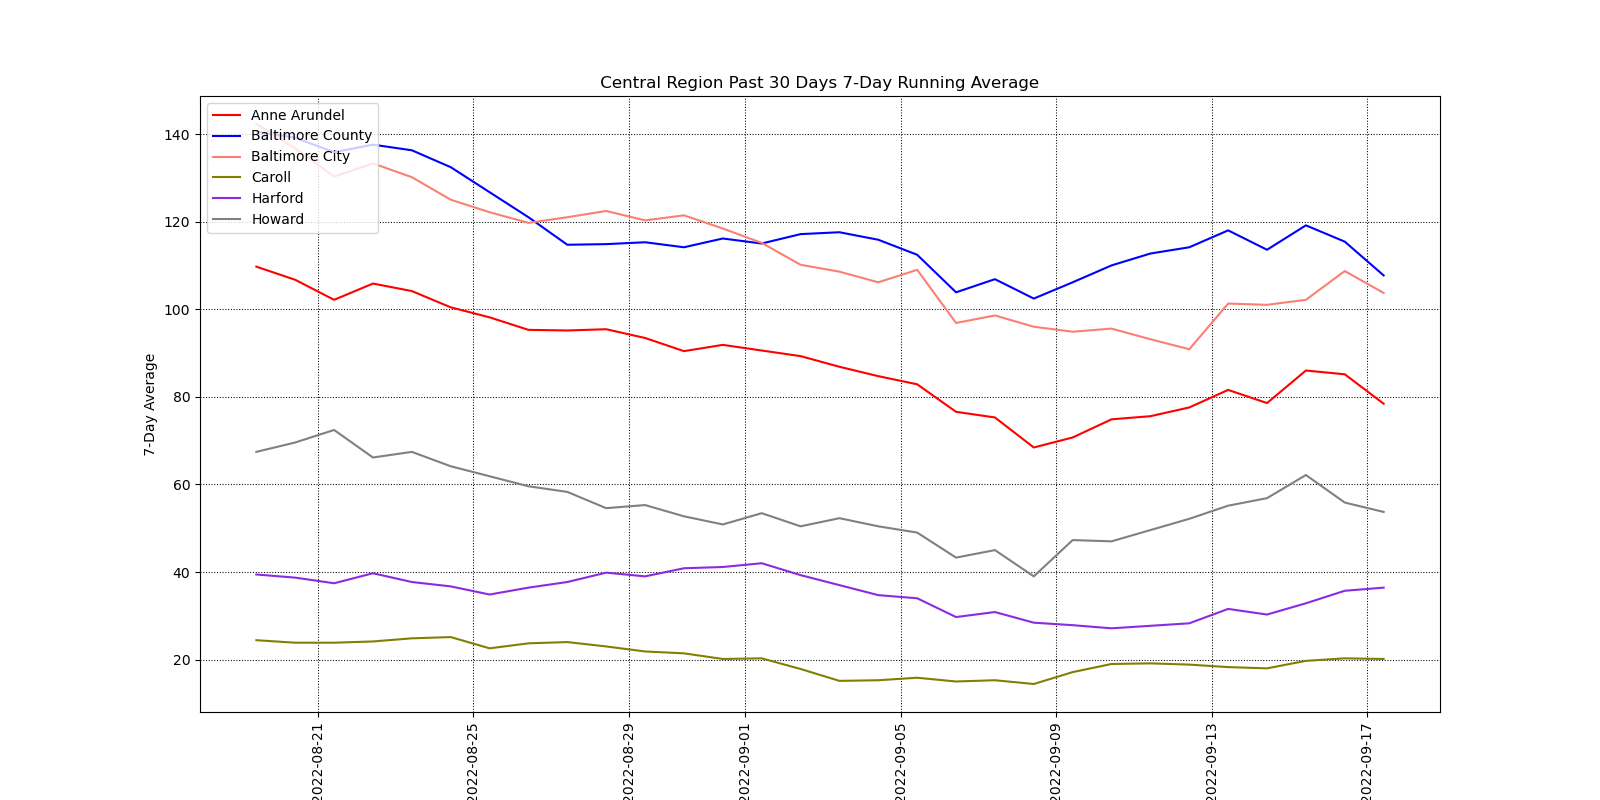 Central Region Past 30 Days 7-Day Running Average
Anne Arundel
Baltimore County
Baltimore City
Caroll
Harford
Howard
7-Day Average
140
120
100
80
60
40
20
2022-08-21
2022-08-25
2022-08-29
2022-09-01
2022-09-05
2022-09-09
2022-09-13
2022-09-17